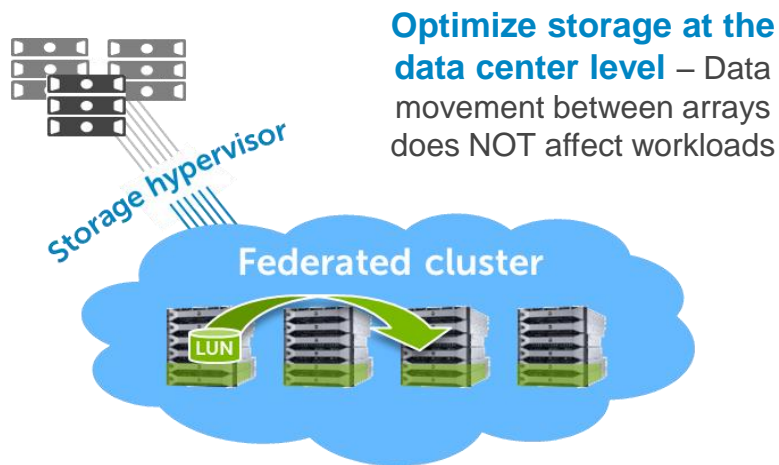 Optimize storage at the
data center level – Data
movement between arrays
does NOT affect workloads
Storage hypervisor
Federated cluster
LUN